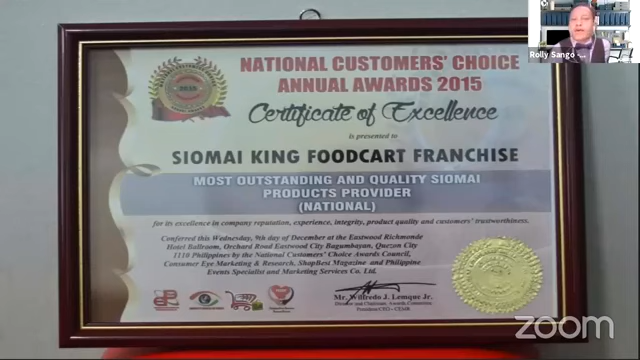 Rolly Sango
NATIONAL CUSTOMERS' CHOICE
ANNUAL AWARDS 2015
Certificate of Excellence
is presented to
SIOMAI KING FOODCART FRANCHISE
MOST OUTSTANDING AND QUALITY SIOMAI
PRODUCTS PROVIDER
(NATIONAL)
for its excellence in company reputation, experience, integrity, product quality and customers' trustworthiness.
Conferred this Wednesday, 9th day of December at the Eastwood Richmonde
Hotel Ballroom, Orchard Road Eastwood City Bagumbayan, Quezon City
1110 Philippines by the National Customers' Choice Awards Council,
Consumer Eye Marketing & Research, ShopBest Magazine and Philippine
Events Specialist and Marketing Services Co. Ltd.
Mr. Wilfredo J. Lomque Jr.
zoom